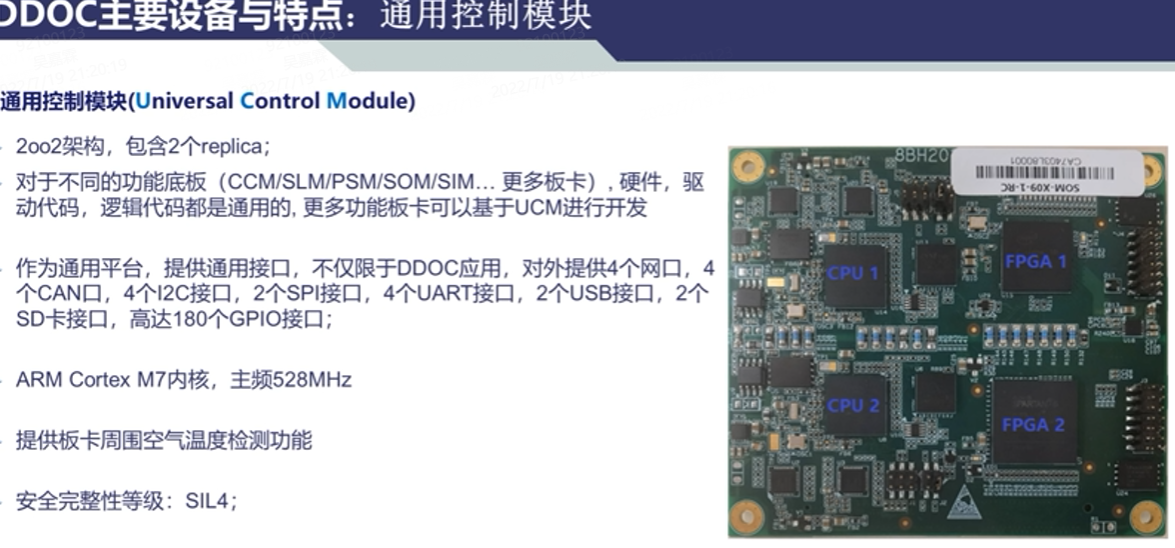 DDOC主要设备与特点：通用控制模块
通用控制模块(Universal Control Module)
2oo2架构，包含2个replica；
对于不同的功能底板（CCM/SLM/PSM/SOM/SIM... 更多板卡）, 硬件，驱
动代码，逻辑代码都是通用的, 更多功能板卡可以基于UCM进行开发
作为通用平台，提供通用接口，不仅限于DDOC应用，对外提供4个网口，4
个CAN口，4个I2C接口，2个SPI接口，4个UART接口，2个USB接口，2个
SD卡接口，高达180个GPIO接口；
ARM Cortex M7内核，主频528MHz
提供板卡周围空气温度检测功能
安全完整性等级：SIL4；
8BH20
CA7403L80001
SOM-X09-1-RC
CPU 1
FPGA 1
CPU 2
FPGA 2
2022/7/19 21:20:19